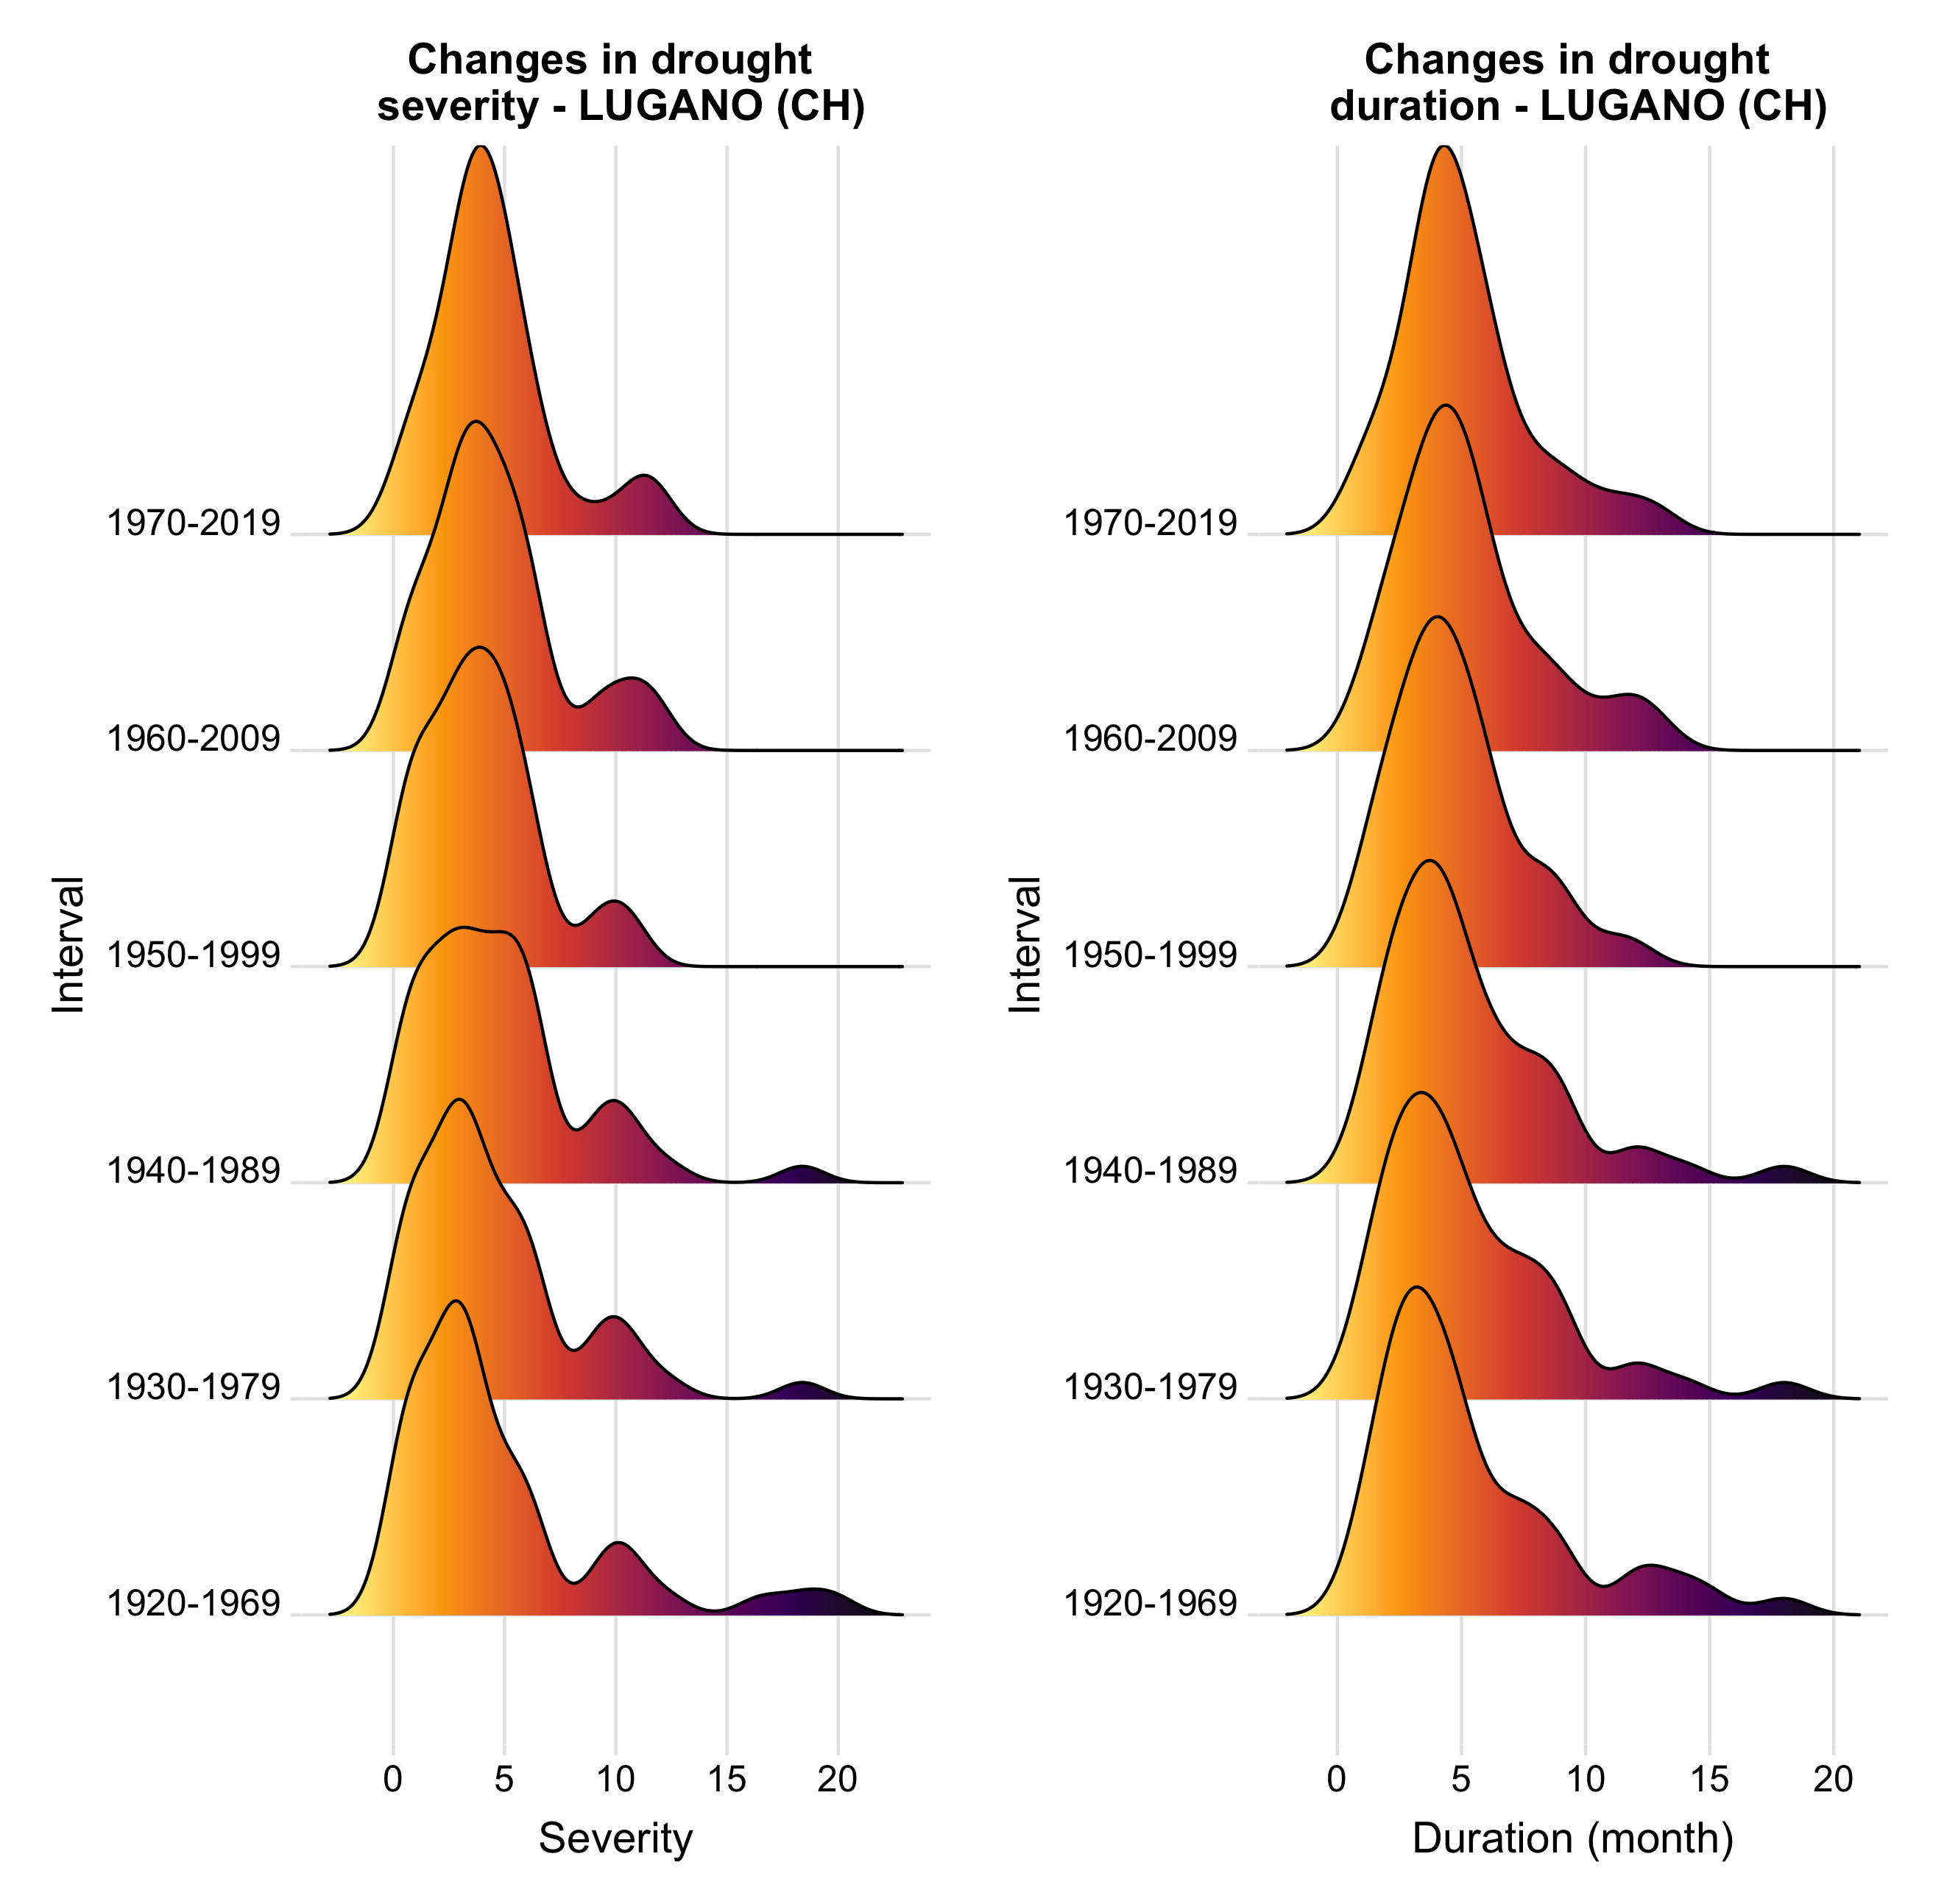 Changes in drought
severity - LUGANO (CH)
1970-2019
1960-2009
1950-1999
1940-1989
1930-1979
1920-1969
Interval
0 5 10 15 20
Severity
Changes in drought
duration - LUGANO (CH)
1970-2019
1960-2009
1950-1999
1940-1989
1930-1979
1920-1969
Interval
0 5 10 15 20
Duration (month)